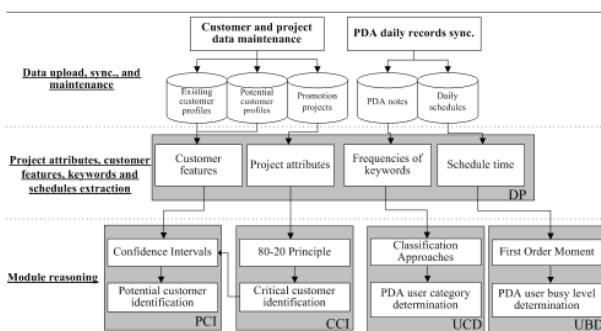 Customer and project
data maintenance
PDA daily records sync.
Data upload, sync., and
maintenance
Existing
customer
profiles
Potential
customer
profiles
Promotion
projects
PDA notes
Daily
schedules
Project attributes, customer
features, keywords and
schedules extraction
Customer
features
Project attributes
Frequencies of
keywords
Schedule time
DP
Module reasoning
Confidence Intervals
80-20 Principle
Classification
Approaches
First Order Moment
Potential customer
identification
Critical customer
identification
PDA user category
determination
PDA user busy level
determination
PCI
CCI
UCD
UBD